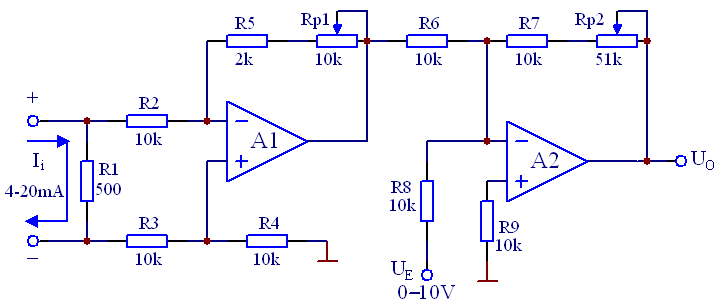 R5 Rp1 R6 R7 Rp2
2k 10k 10k 10k 51k
+ R2
10k
− A1
+
Ii
4-20mA
R1
500
− A2
+
UO
R8
10k
R3 R4
10k 10k
−
R9
10k
UE
0−10V